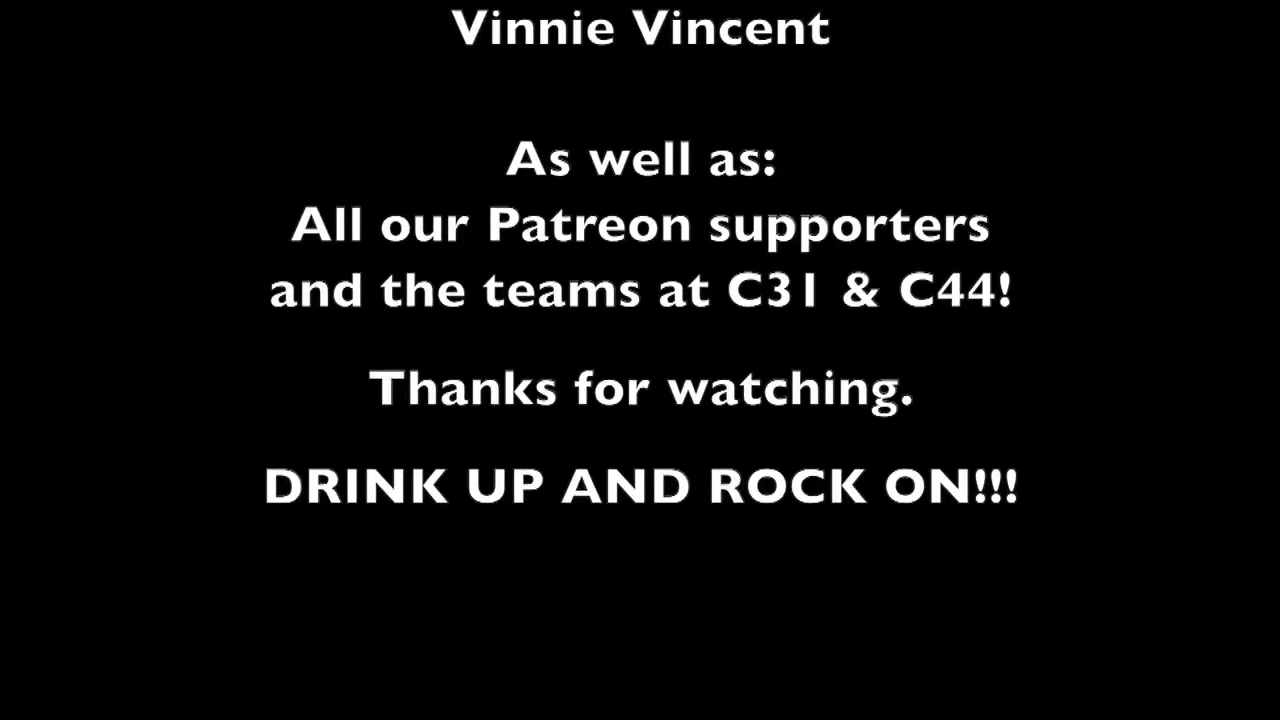 Vinnie Vincent
As well as:
All our Patreon supporters
and the teams at C31 & C44!
Thanks for watching.
DRINK UP AND ROCK ON!!!